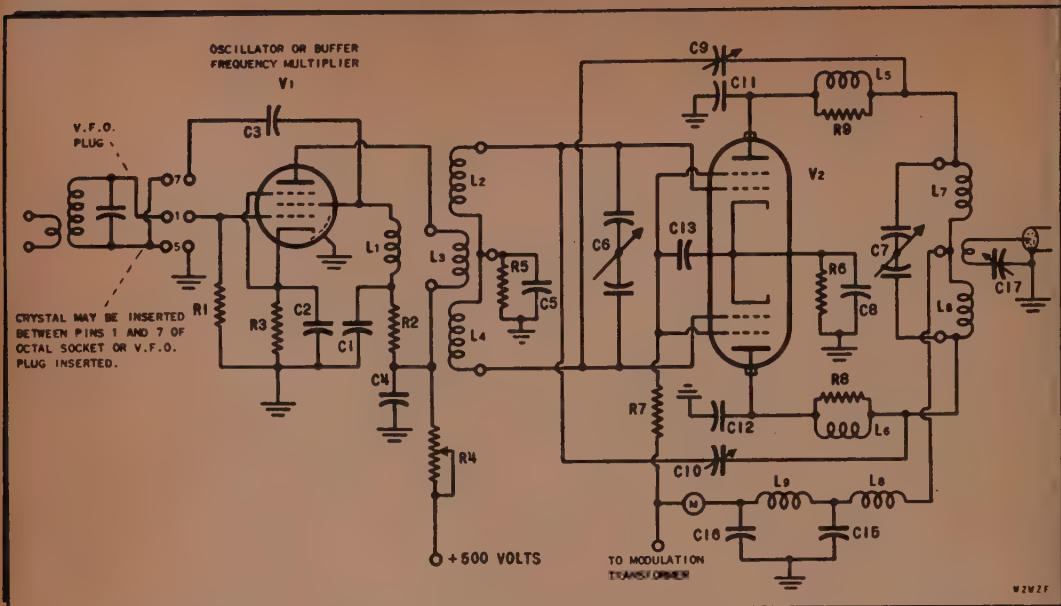 OSCILLATOR OR BUFFER
FREQUENCY MULTIPLIER
V1
V.F.O.
PLUG
C3
7
1
5
R1
R3
C2
C1
L1
R2
C4
R4
+500 VOLTS
CRYSTAL MAY BE INSERTED
BETWEEN PINS 1 AND 7 OF
OCTAL SOCKET OR V.F.O.
PLUG INSERTED.
L2
L3
L4
R5
C5
C6
C9
C11
L5
R9
V2
C13
R6
C8
R7
R8
L6
C12
C10
C7
L7
L8
C17
M
L9
L8
C16
C15
TO MODULATION
TRANSFORMER
W2WZF